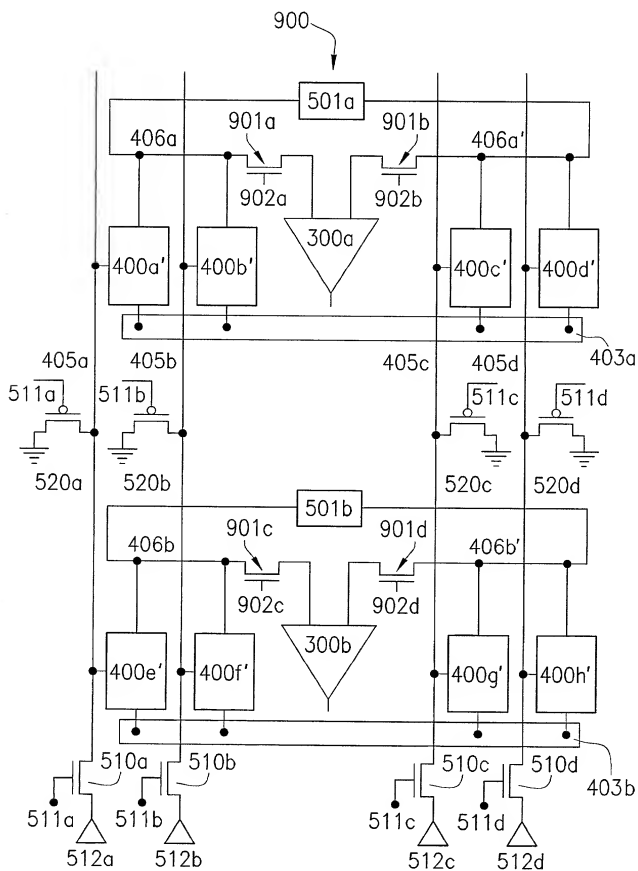 900
501a
406a 901a 901b 406a'
902a 902b
300a
400a' 400b' 400c' 400d'
403a
405a 405b 405c 405d
511a 511b 511c 511d
520a 520b 520c 520d
501b
406b 901c 901d 406b'
902c 902d
300b
400e' 400f' 400g' 400h'
510a 510b 510c 510d
403b
511a 511b 511c 511d
512a 512b 512c 512d